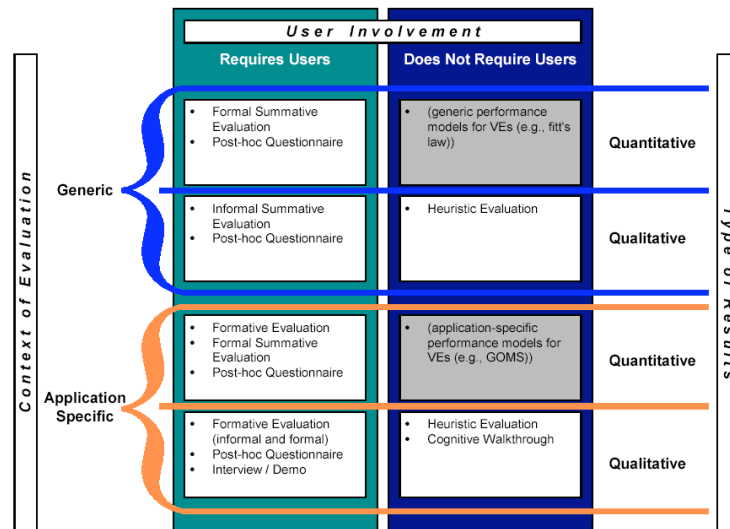 User Involvement
Requires Users
Does Not Require Users
Context of Evaluation
Type of Results
Generic
• Formal Summative
Evaluation
• Post-hoc Questionnaire
• (generic performance
models for VEs (e.g., fitt's
law))
Quantitative
• Informal Summative
Evaluation
• Post-hoc Questionnaire
• Heuristic Evaluation
Qualitative
Application
Specific
• Formative Evaluation
• Formal Summative
Evaluation
• Post-hoc Questionnaire
• (application-specific
performance models for
VEs (e.g., GOMS))
Quantitative
• Formative Evaluation
(informal and formal)
• Post-hoc Questionnaire
• Interview / Demo
• Heuristic Evaluation
• Cognitive Walkthrough
Qualitative